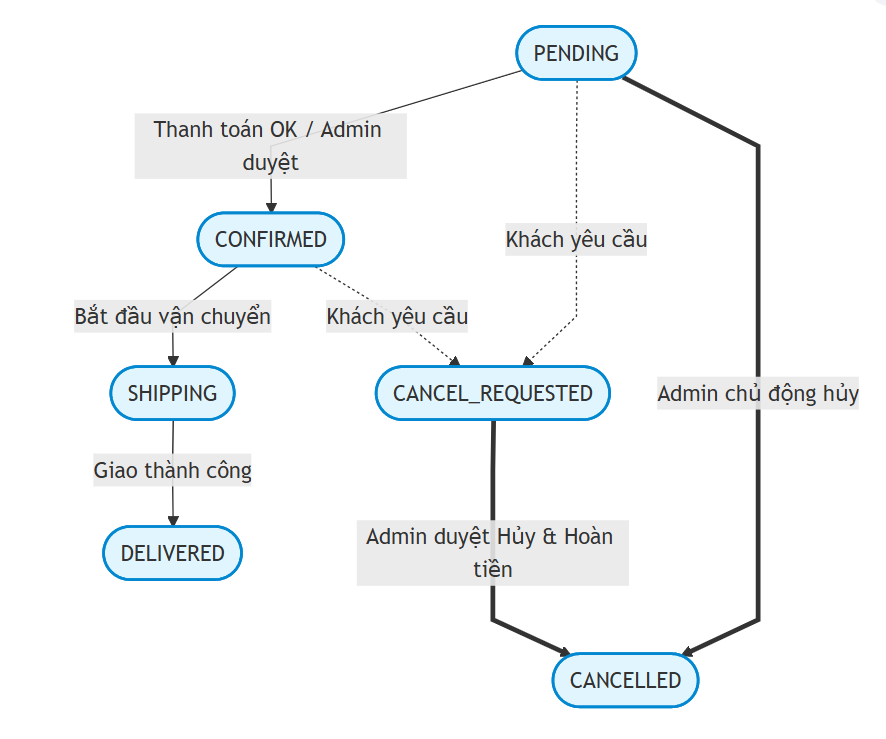 PENDING
Thanh toán OK / Admin
duyệt
CONFIRMED
Khách yêu cầu
Bắt đầu vận chuyển
Khách yêu cầu
SHIPPING
CANCEL_REQUESTED
Admin chủ động hủy
Giao thành công
Admin duyệt Hủy & Hoàn
tiền
DELIVERED
CANCELLED